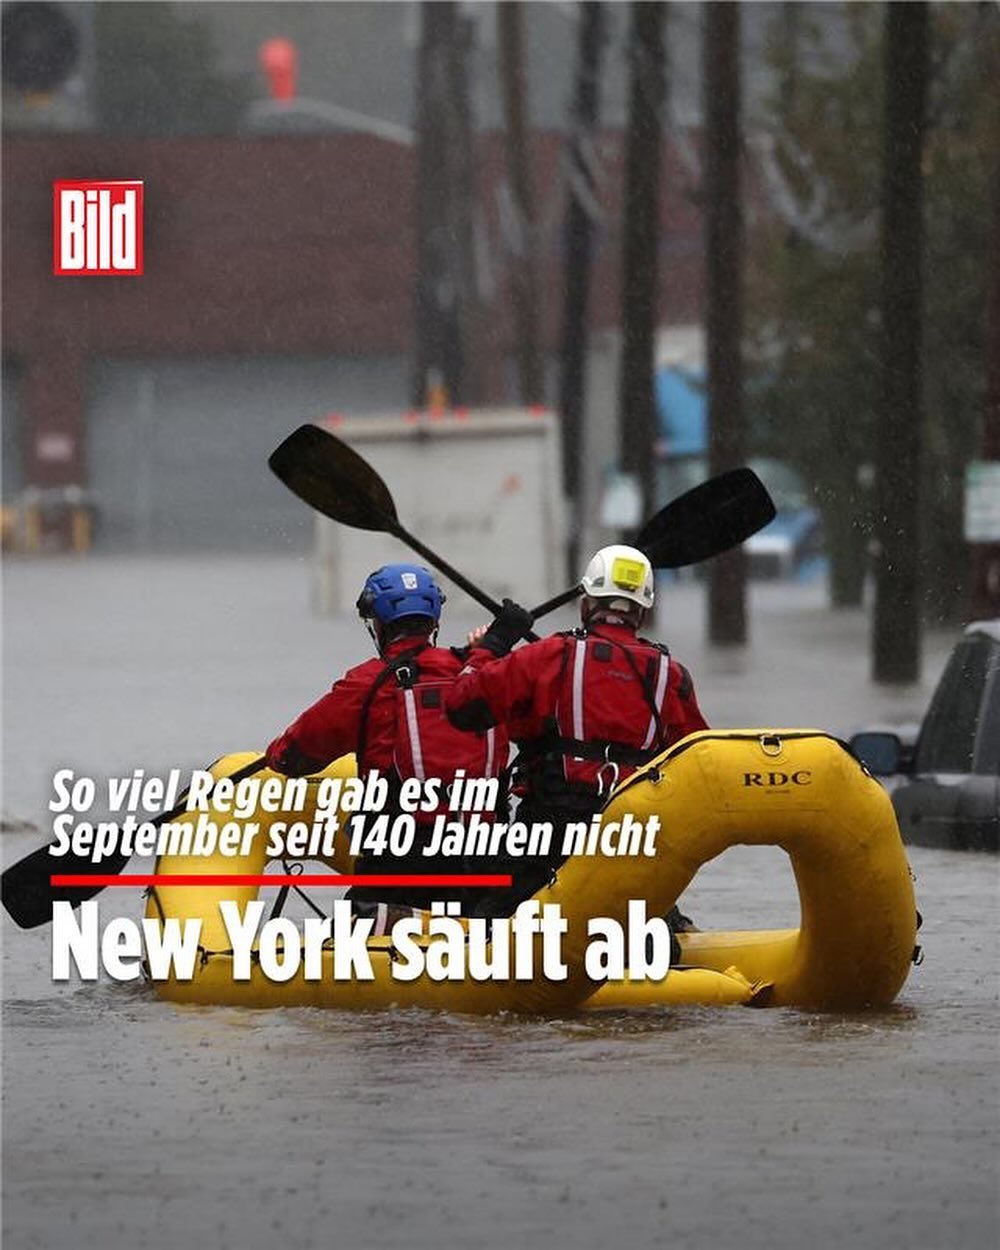 Bild
So viel Regen gab es im
September seit 140 Jahren nicht
New York säuft ab
RDC